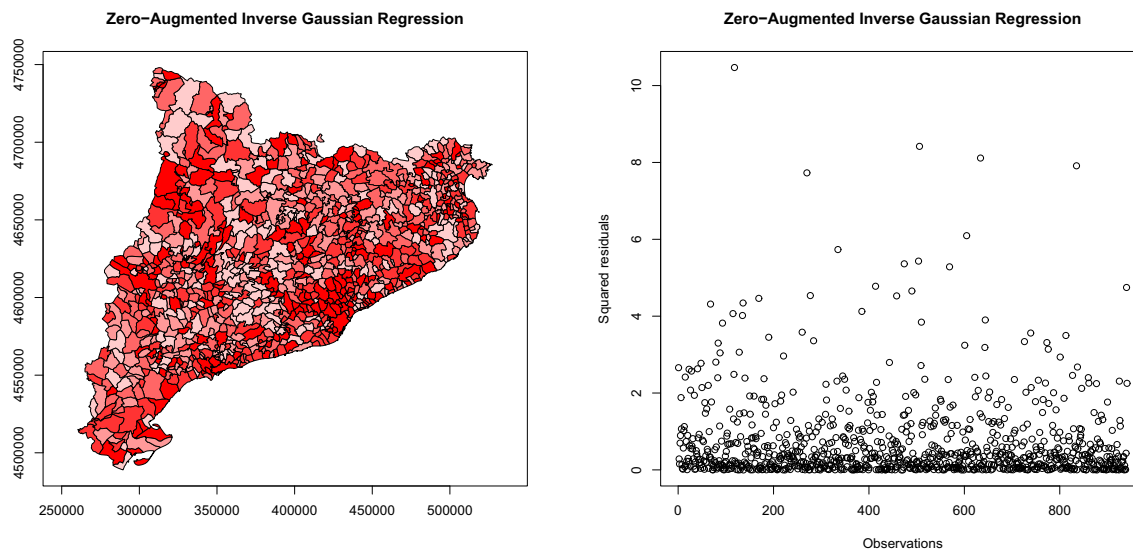 Zero−Augmented Inverse Gaussian Regression
4750000
4700000
4650000
4600000
4550000
4500000
250000 300000 350000 400000 450000 500000
Zero−Augmented Inverse Gaussian Regression
Squared residuals
10
8
6
4
2
0
0 200 400 600 800
Observations